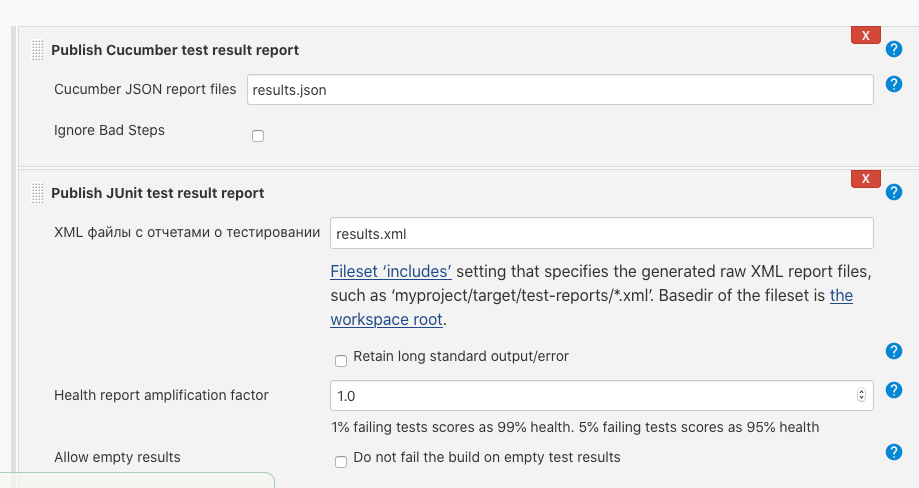 Publish Cucumber test result report
X
?
Cucumber JSON report files results.json
?
Ignore Bad Steps
Publish JUnit test result report
X
?
XML файлы с отчетами о тестировании results.xml
Fileset ‘includes’ setting that specifies the generated raw XML report files,
such as ‘myproject/target/test-reports/*.xml’. Basedir of the fileset is the
workspace root.
Retain long standard output/error
?
Health report amplification factor 1.0
?
1% failing tests scores as 99% health. 5% failing tests scores as 95% health
Allow empty results Do not fail the build on empty test results
?